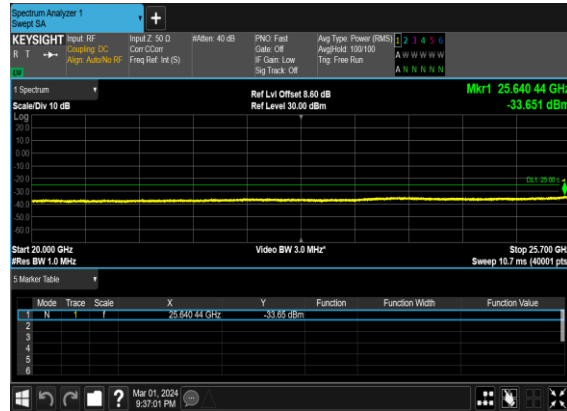 Spectrum Analyzer 1
Swept SA
+
KEYSIGHT Input: RF Input Z: 50 Ω #Atten: 40 dB PNO: Fast Avg Type: Power (RMS) 1 2 3 4 5 6
R T Coupling: DC Corr CCorr Gate: Off Avg|Hold: 100/100 A W W W W W
Align: Auto/No RF Freq Ref: Int (S) IF Gain: Low Trig: Free Run
LW Sig Track: Off A N N N N N
1 Spectrum Ref Lvl Offset 8.60 dB Mkr1 25.640 44 GHz
Scale/Div 10 dB Ref Level 30.00 dBm -33.651 dBm
Log
20.0
10.0
0.00
-10.0
-20.0
DL1 -25.00
-30.0
-40.0
-50.0
-60.0
Start 20.000 GHz Video BW 3.0 MHz* Stop 25.700 GHz
#Res BW 1.0 MHz Sweep 10.7 ms (40001 pts
5 Marker Table
Mode Trace Scale X Y Function Function Width Function Value
1 N 1 f 25.640 44 GHz -33.65 dBm
2
3
4
5
6
? Mar 01, 2024
9:37:01 PM